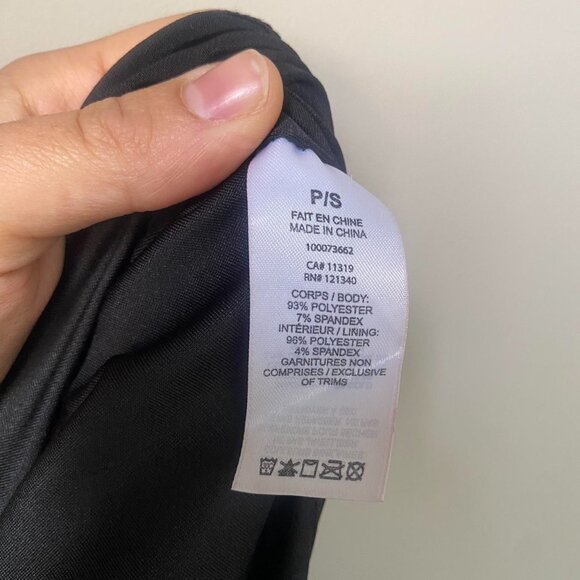 P/S
FAIT EN CHINE
MADE IN CHINA
100073662
CA# 11319
RN# 121340
CORPS / BODY:
93% POLYESTER
7% SPANDEX
INTÉRIEUR / LINING:
96% POLYESTER
4% SPANDEX
GARNITURES NON
COMPRISES / EXCLUSIVE
OF TRIMS